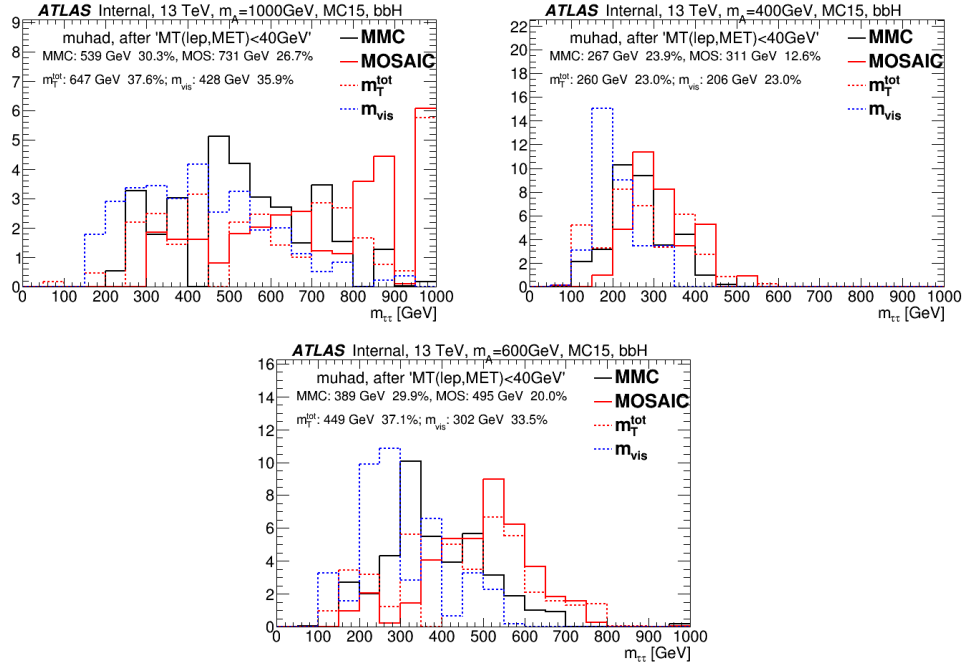 ATLAS Internal, 13 TeV, m_A=1000GeV, MC15, bbH
muhad, after 'MT(lep,MET)<40GeV'
MMC: 539 GeV 30.3%, MOS: 731 GeV 26.7%
m_T^tot: 647 GeV 37.6%; m_vis: 428 GeV 35.9%
MMC
MOSAIC
m_T^tot
m_vis
9
8
7
6
5
4
3
2
1
0
0 100 200 300 400 500 600 700 800 900 1000
m_ττ [GeV]
ATLAS Internal, 13 TeV, m_A=400GeV, MC15, bbH
muhad, after 'MT(lep,MET)<40GeV'
MMC: 267 GeV 23.9%, MOS: 311 GeV 12.6%
m_T^tot: 260 GeV 23.0%; m_vis: 206 GeV 23.0%
MMC
MOSAIC
m_T^tot
m_vis
22
20
18
16
14
12
10
8
6
4
2
0
0 100 200 300 400 500 600 700 800 900 1000
m_ττ [GeV]
ATLAS Internal, 13 TeV, m_A=600GeV, MC15, bbH
muhad, after 'MT(lep,MET)<40GeV'
MMC: 389 GeV 29.9%, MOS: 495 GeV 20.0%
m_T^tot: 449 GeV 37.1%; m_vis: 302 GeV 33.5%
MMC
MOSAIC
m_T^tot
m_vis
16
14
12
10
8
6
4
2
0
0 100 200 300 400 500 600 700 800 900 1000
m_ττ [GeV]